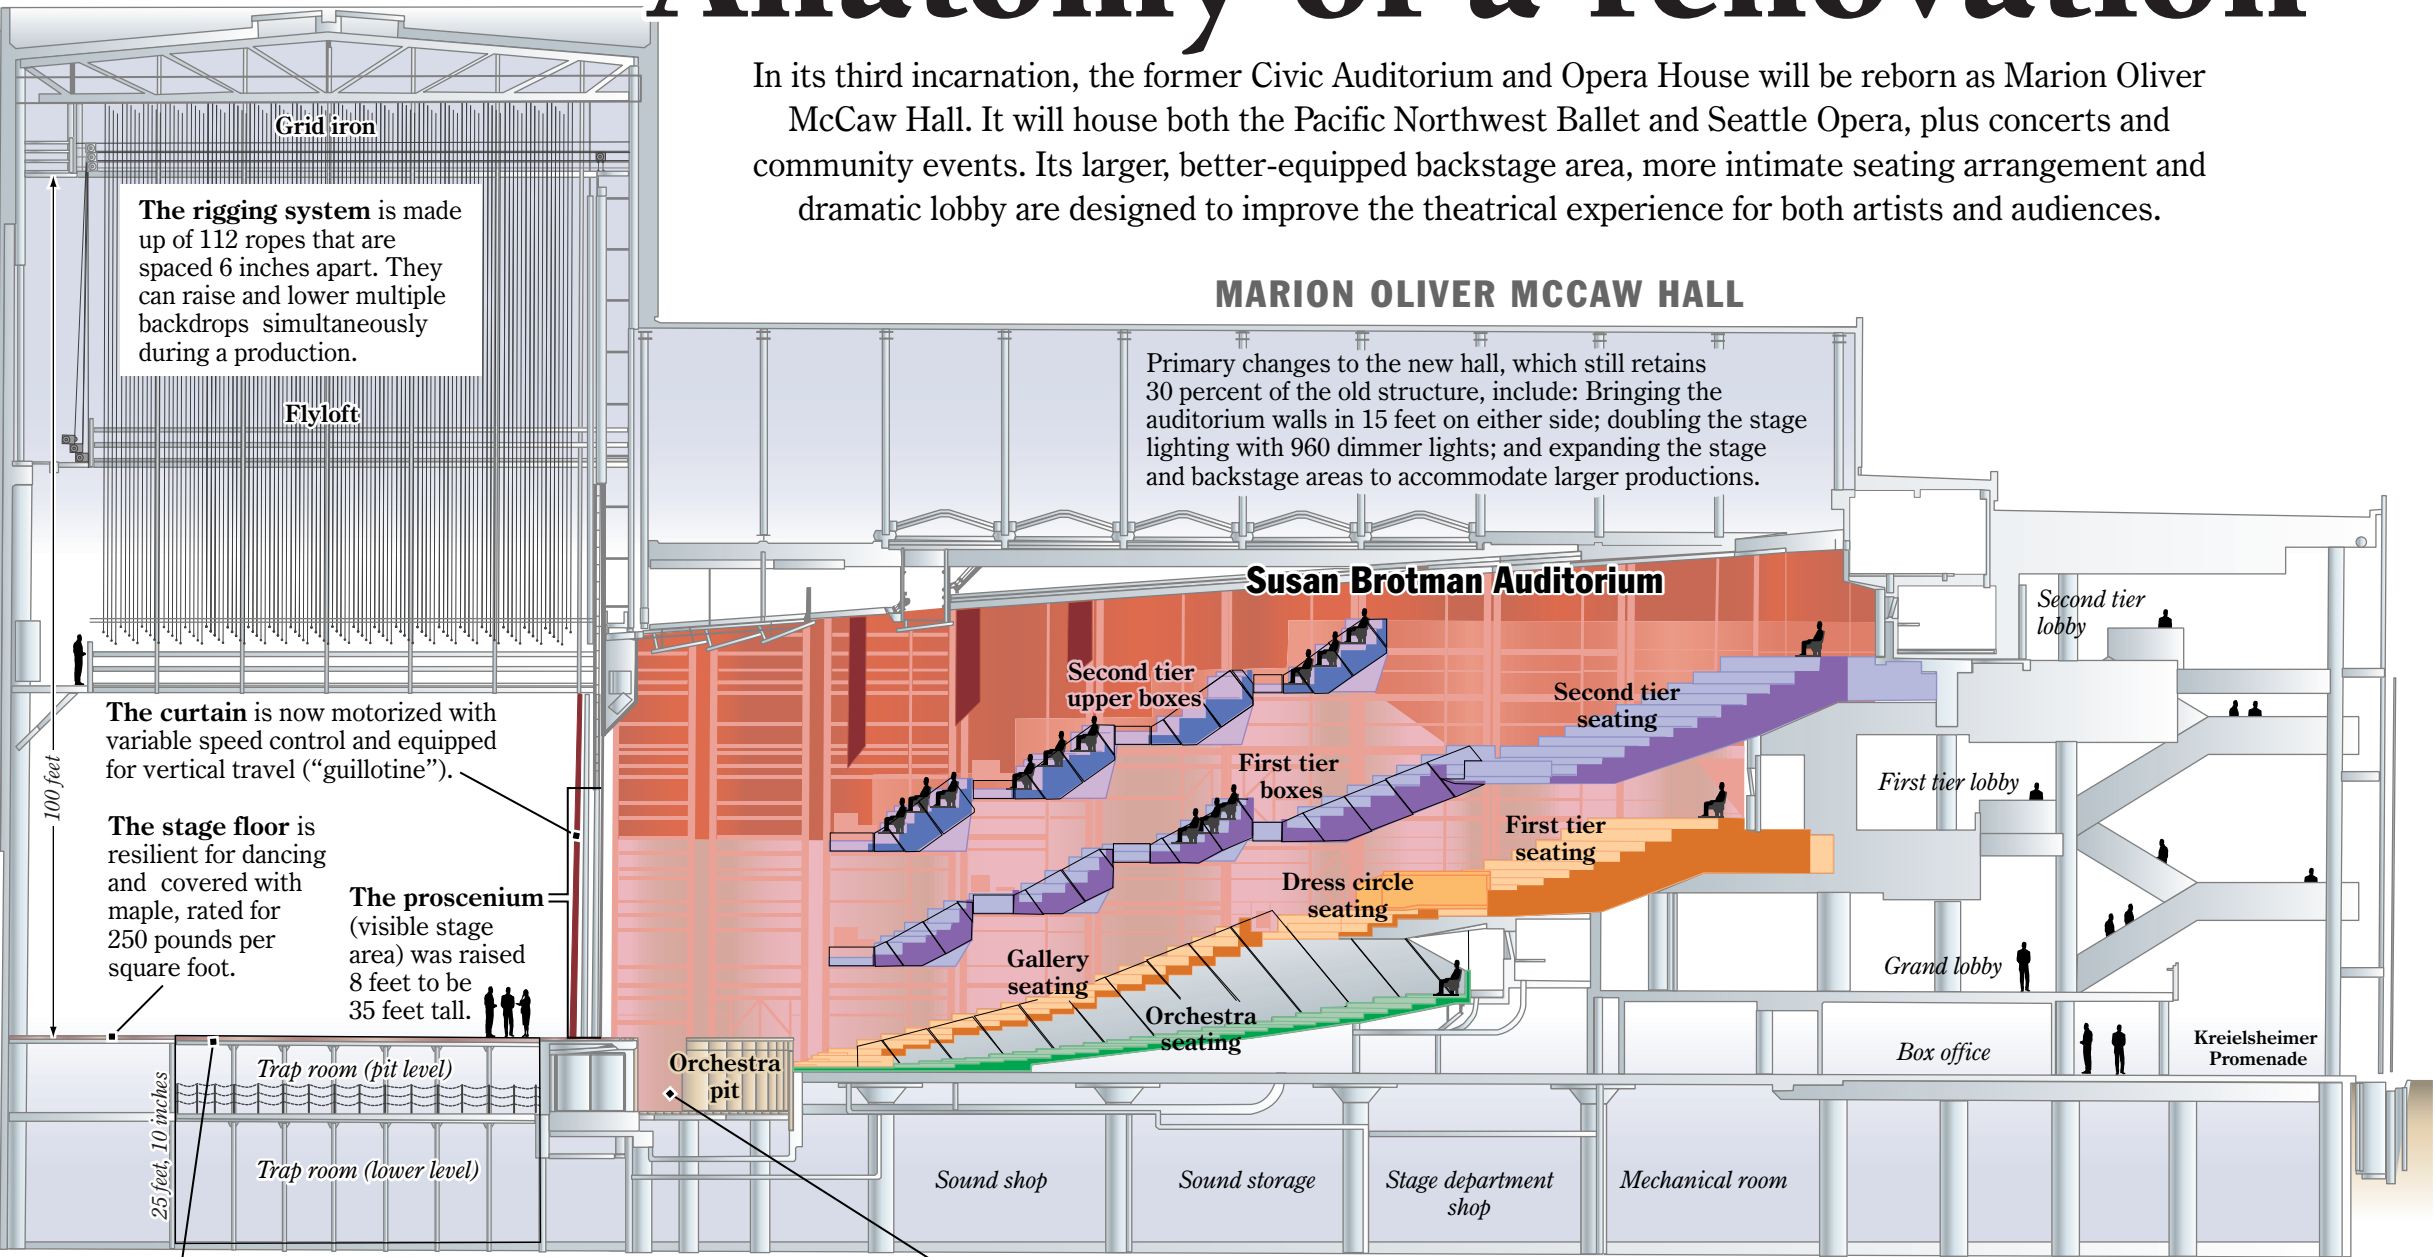 Anatomy of a renovation
In its third incarnation, the former Civic Auditorium and Opera House will be reborn as Marion Oliver
McCaw Hall. It will house both the Pacific Northwest Ballet and Seattle Opera, plus concerts and
community events. Its larger, better-equipped backstage area, more intimate seating arrangement and
dramatic lobby are designed to improve the theatrical experience for both artists and audiences.
Grid iron
The rigging system is made
up of 112 ropes that are
spaced 6 inches apart. They
can raise and lower multiple
backdrops simultaneously
during a production.
Flyloft
MARION OLIVER MCCAW HALL
Primary changes to the new hall, which still retains
30 percent of the old structure, include: Bringing the
auditorium walls in 15 feet on either side; doubling the stage
lighting with 960 dimmer lights; and expanding the stage
and backstage areas to accommodate larger productions.
Susan Brotman Auditorium
Second tier
lobby
Second tier
upper boxes
Second tier
seating
The curtain is now motorized with
variable speed control and equipped
for vertical travel (“guillotine”).
100 feet
First tier
boxes
First tier lobby
The stage floor is
resilient for dancing
and covered with
maple, rated for
250 pounds per
square foot.
First tier
seating
The proscenium
(visible stage
area) was raised
8 feet to be
35 feet tall.
Dress circle
seating
Gallery
seating
Grand lobby
Orchestra
seating
Orchestra
pit
Box office
Kreielsheimer
Promenade
Trap room (pit level)
25 feet, 10 inches
Trap room (lower level)
Sound shop
Sound storage
Stage department
shop
Mechanical room